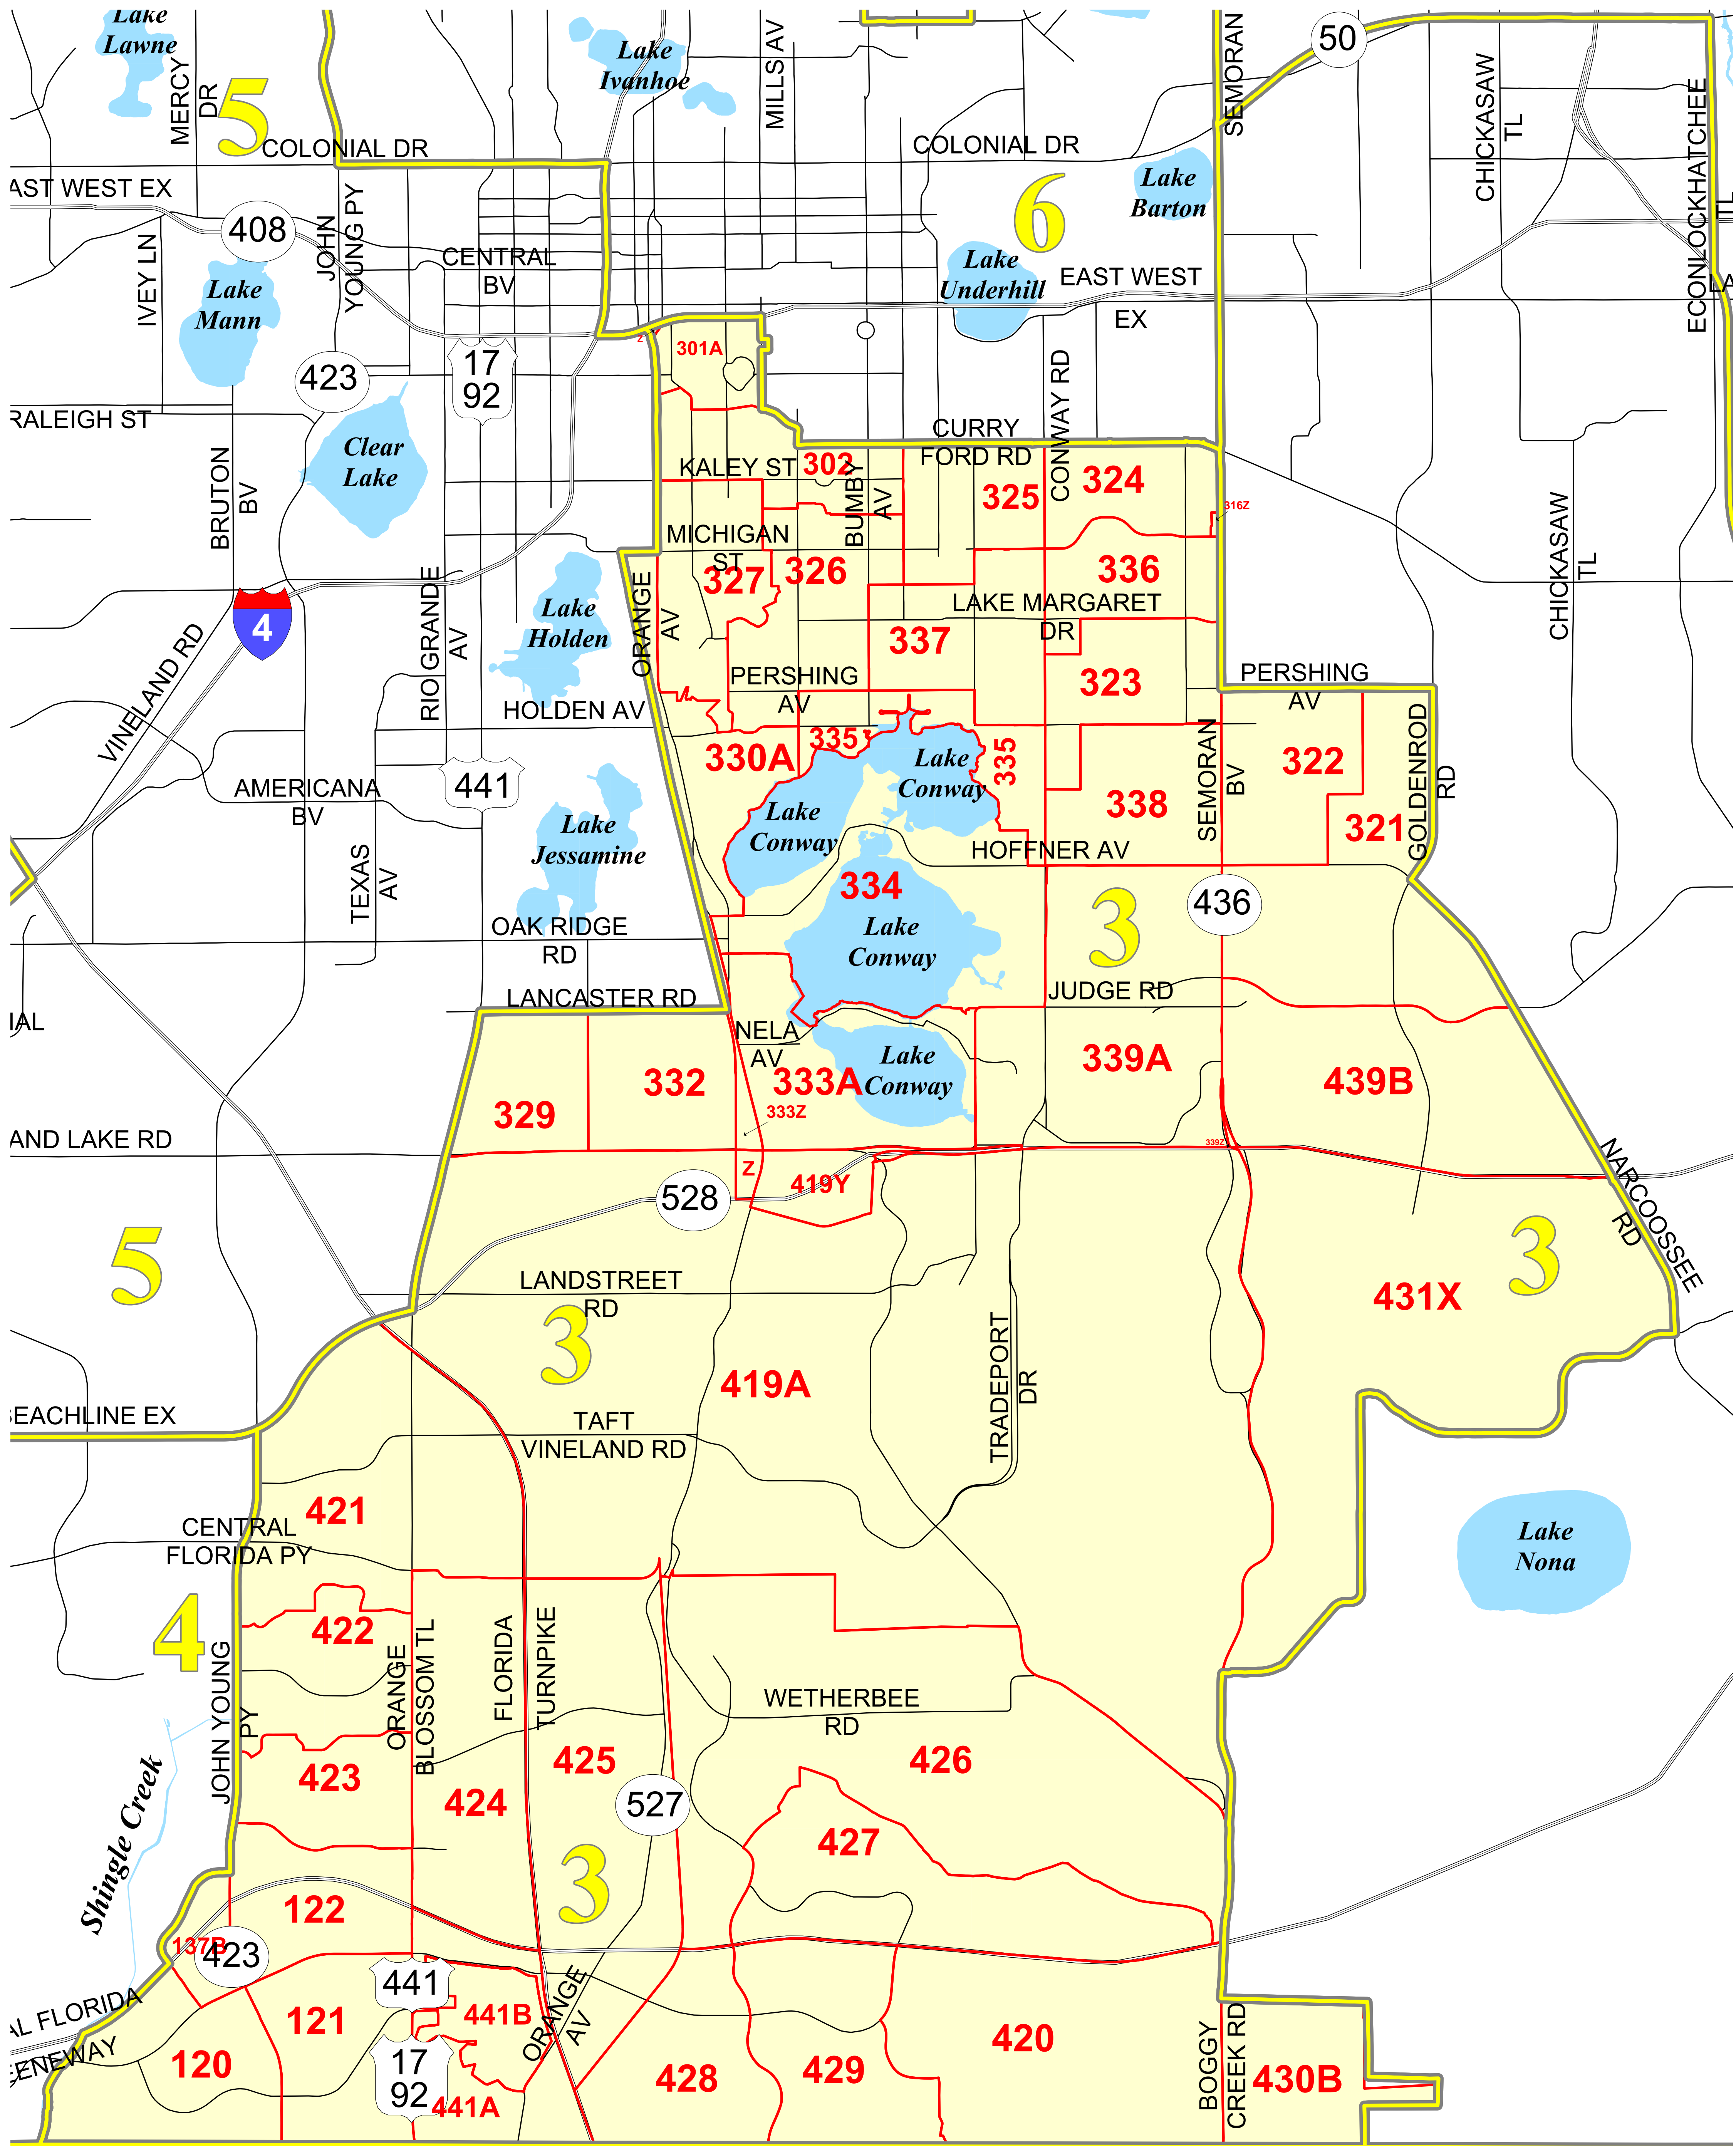 Lake
Lawne
MERCY
DR
5
Lake
Ivanhoe
MILLS AV
SEMORAN
50
CHICKASAW
TL
ECONLOCKHATCHEE
TL
COLONIAL DR
COLONIAL DR
Lake
Barton
AST WEST EX
408
IVEY LN
JOHN
YOUNG PY
6
CENTRAL
BV
Lake
Underhill
EAST WEST
EX
LA
Lake
Mann
Z
301A
423
17
92
CONWAY RD
RALEIGH ST
Clear
Lake
BRUTON
BV
KALEY ST
302
BUMBY
AV
CURRY
FORD RD
325
324
316Z
CHICKASAW
TL
MICHIGAN
ST
327
326
336
4
VINELAND RD
RIO GRANDE
AV
Lake
Holden
ORANGE
AV
LAKE MARGARET
DR
337
PERSHING
AV
323
PERSHING
AV
HOLDEN AV
330A
335
335
Lake
Conway
SEMORAN
BV
322
GOLDENROD
RD
AMERICANA
BV
441
Lake
Jessamine
Lake
Conway
338
321
TEXAS
AV
HOFFNER AV
334
3
436
OAK RIDGE
RD
Lake
Conway
LANCASTER RD
JUDGE RD
IAL
NELA
AV
Lake
Conway
339A
439B
329
332
333A
333Z
AND LAKE RD
339Z
NARCOOSSEE
RD
Z
419Y
528
5
LANDSTREET
RD
3
3
431X
419A
TRADEPORT
DR
BEACHLINE EX
TAFT
VINELAND RD
421
CENTRAL
FLORIDA PY
Lake
Nona
4
422
JOHN YOUNG
PY
ORANGE
BLOSSOM TL
FLORIDA
TURNPIKE
WETHERBEE
RD
423
424
425
426
527
427
Shingle Creek
3
122
137B
423
441
ORANGE
AV
AL FLORIDA
EENEWAY
121
441B
120
17
92
441A
428
429
420
BOGGY
CREEK RD
430B